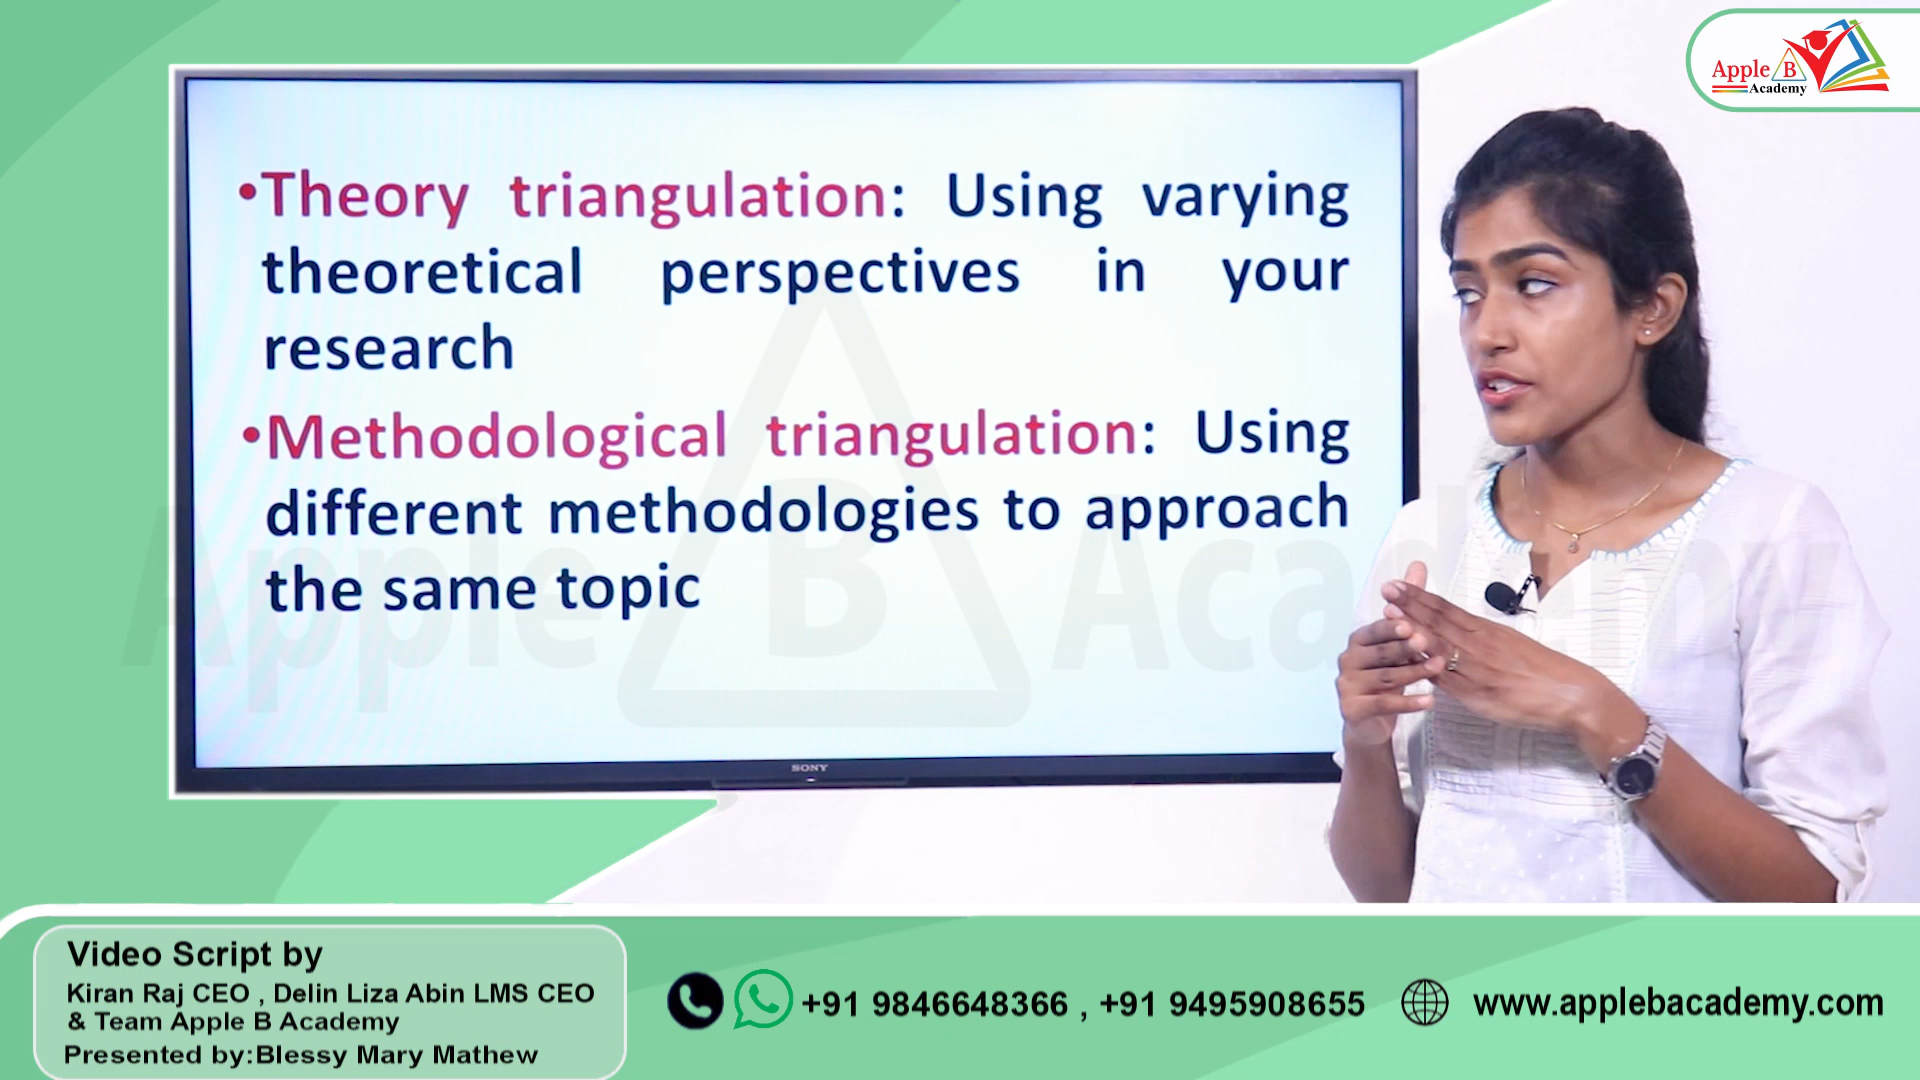 Apple B
Academy
•Theory triangulation: Using varying
theoretical perspectives in your
research
•Methodological triangulation: Using
different methodologies to approach
the same topic
Apple B Academy
SONY
Video Script by
Kiran Raj CEO , Delin Liza Abin LMS CEO
& Team Apple B Academy
Presented by:Blessy Mary Mathew
+91 9846648366 , +91 9495908655
www.applebacademy.com